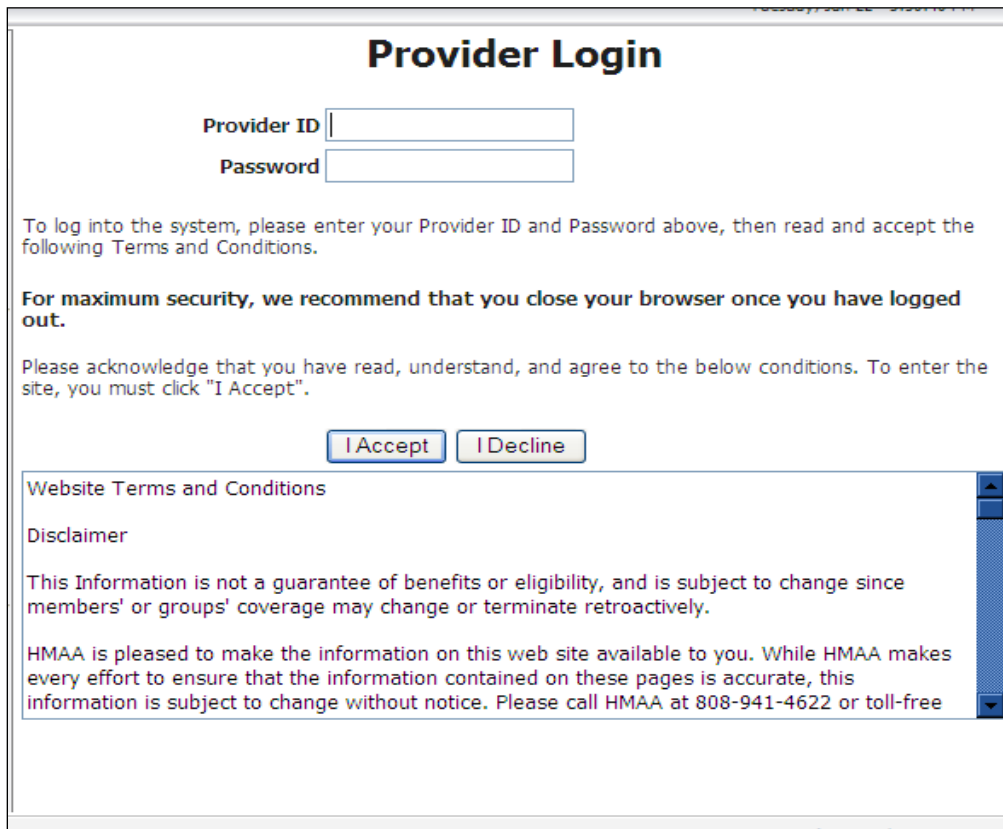 Provider Login
Provider ID
Password
To log into the system, please enter your Provider ID and Password above, then read and accept the
following Terms and Conditions.
For maximum security, we recommend that you close your browser once you have logged
out.
Please acknowledge that you have read, understand, and agree to the below conditions. To enter the
site, you must click "I Accept".
I Accept I Decline
Website Terms and Conditions
Disclaimer
This Information is not a guarantee of benefits or eligibility, and is subject to change since
members' or groups' coverage may change or terminate retroactively.
HMAA is pleased to make the information on this web site available to you. While HMAA makes
every effort to ensure that the information contained on these pages is accurate, this
information is subject to change without notice. Please call HMAA at 808-941-4622 or toll-free